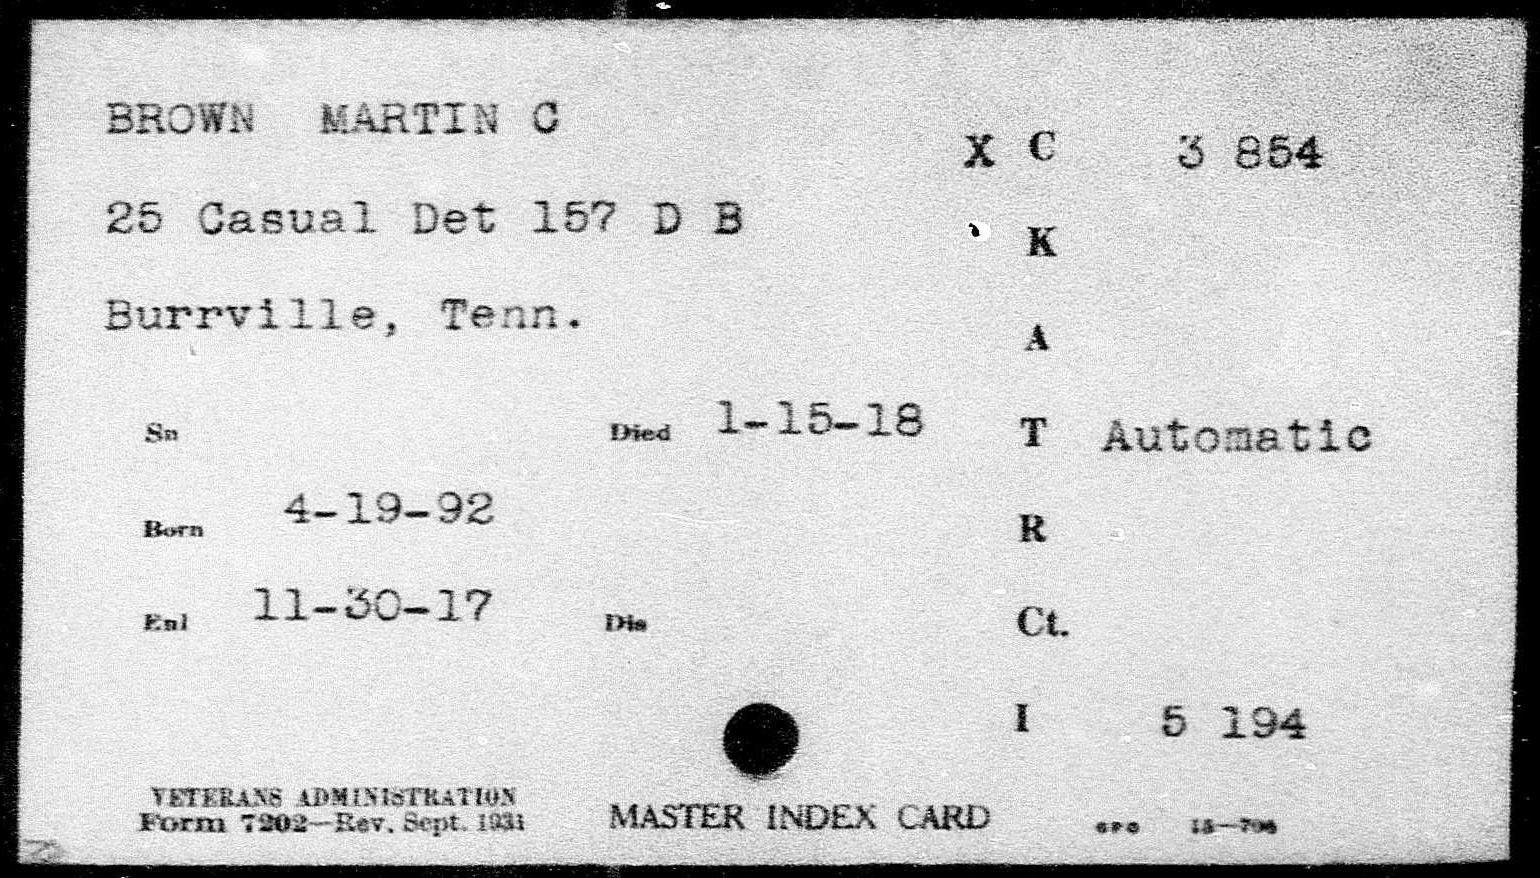 BROWN MARTIN C
X C 3 854
25 Casual Det 157 D B
K
Burrville, Tenn.
A
Sn
Died 1-15-18
T Automatic
Born 4-19-92
R
Enl 11-30-17
Dis
Ct.
I 5 194
VETERANS ADMINISTRATION
Form 7202—Rev. Sept. 1931
MASTER INDEX CARD
GPO